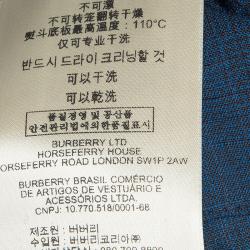 不可漂
不可转笼翻转干燥
熨斗底板最高温度：110°C
仅可专业干洗
반드시 드라이 크리닝할 것
可以干洗
可以乾洗
품질경영 및 공산품
안전관리법에의한품질표시
BURBERRY LTD
HORSEFERRY HOUSE
HORSEFERRY ROAD LONDON SW1P 2AW
BURBERRY BRASIL COMÉRCIO
DE ARTIGOS DE VESTUÁRIO E
ACESSÓRIOS LTDA.
CNPJ: 10.770.518/0001-68
제조원: 버버리
수입원: 버버리코리아㈜